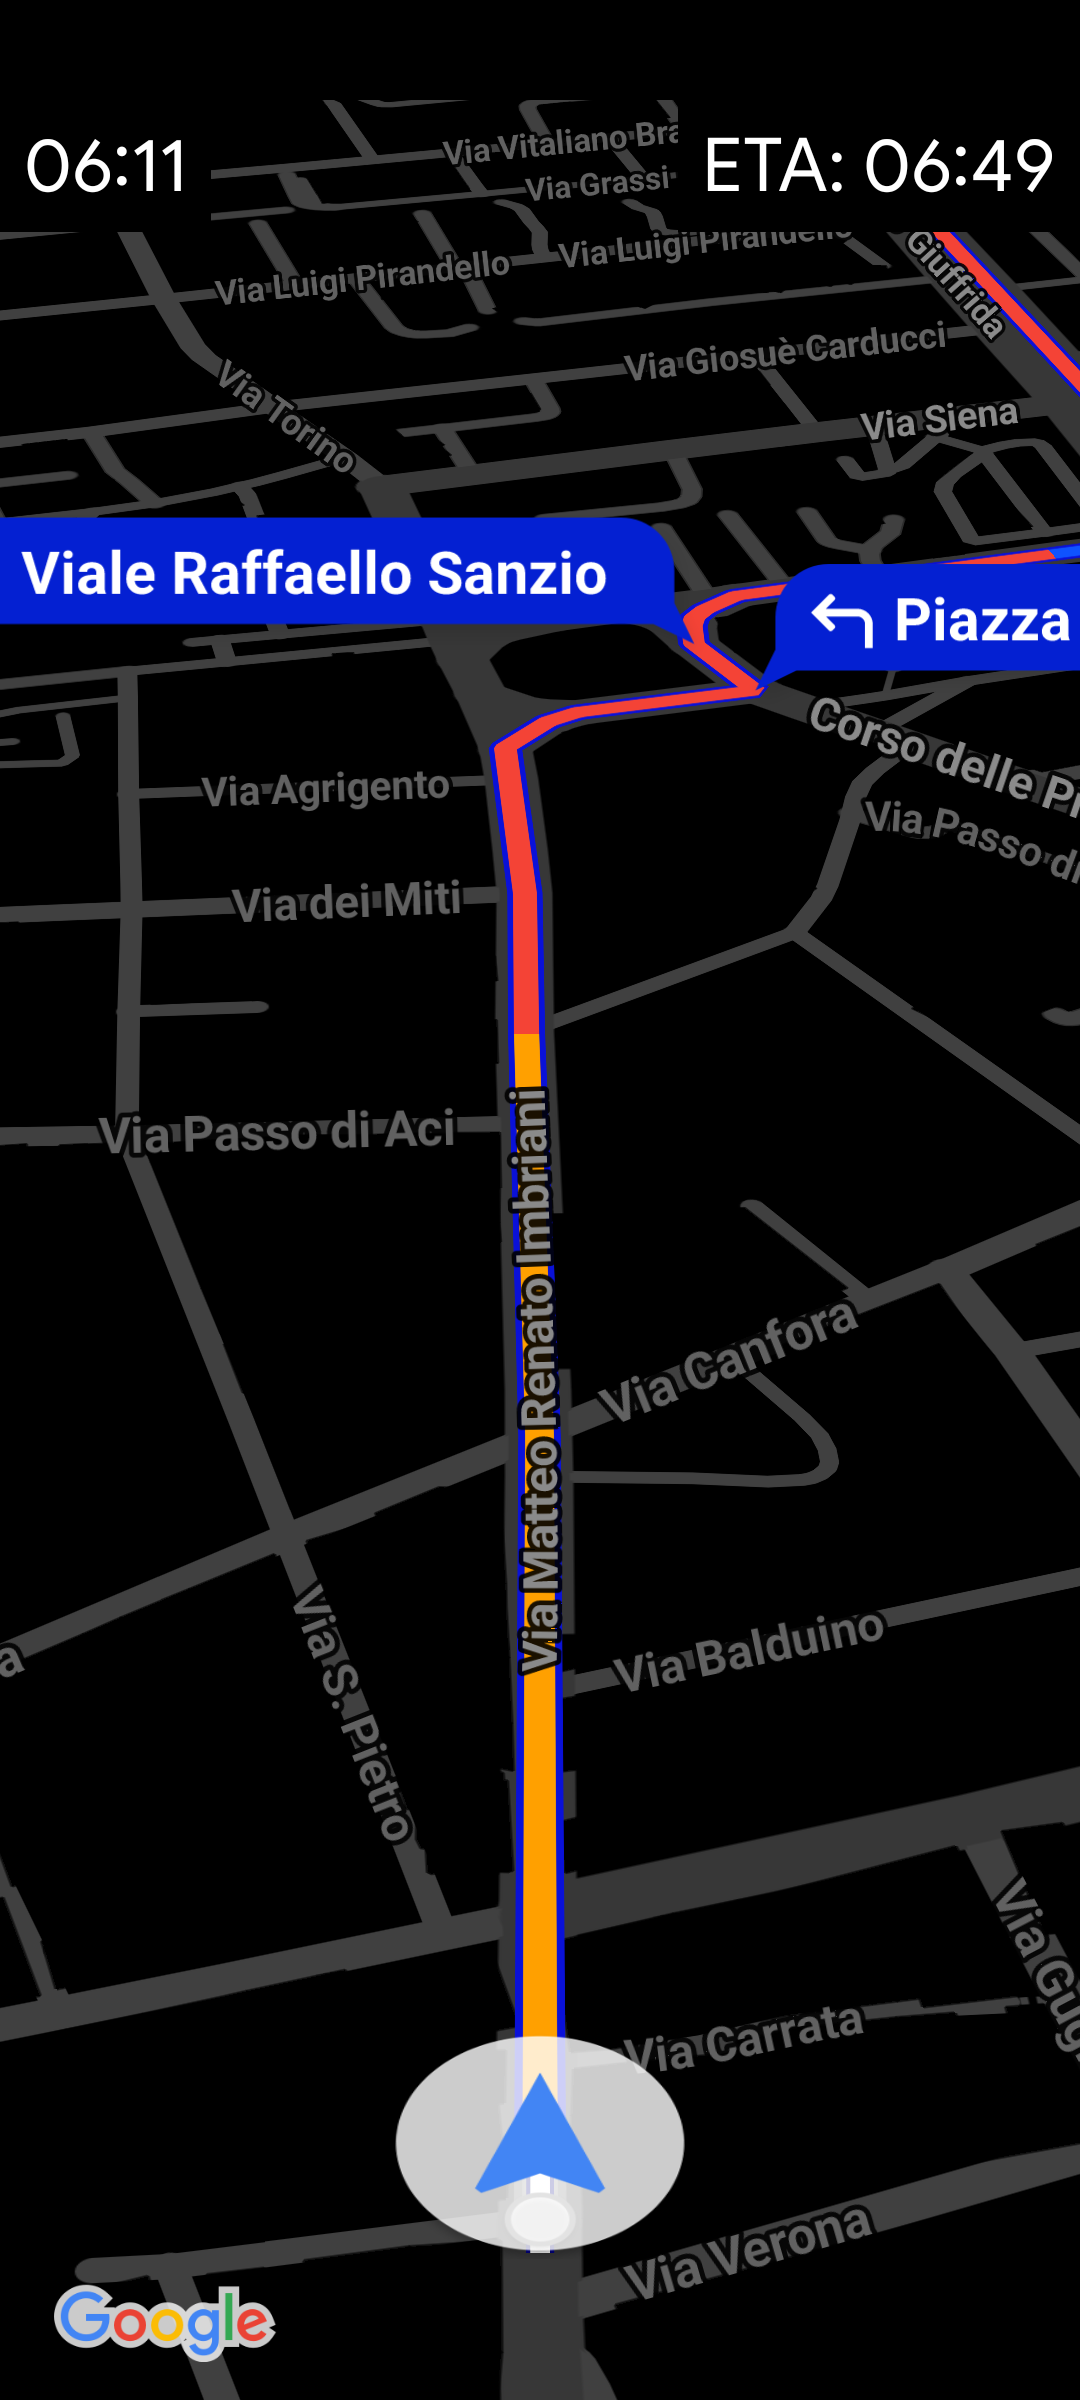 06:11
ETA: 06:49
Via Vitaliano Bra
Via Grassi
Via Luigi Pirandello
Via Luigi Pirandello
Giuffrida
Via Giosuè Carducci
Via Torino
Via Siena
Viale Raffaello Sanzio
Piazza
Corso delle Pr
Via Agrigento
Via Passo di
Via dei Miti
Via Passo di Aci
Via Matteo Renato Imbriani
Via Canfora
a
Via S. Pietro
Via Balduino
Via Gugl
Via Carrata
Via Verona
Google